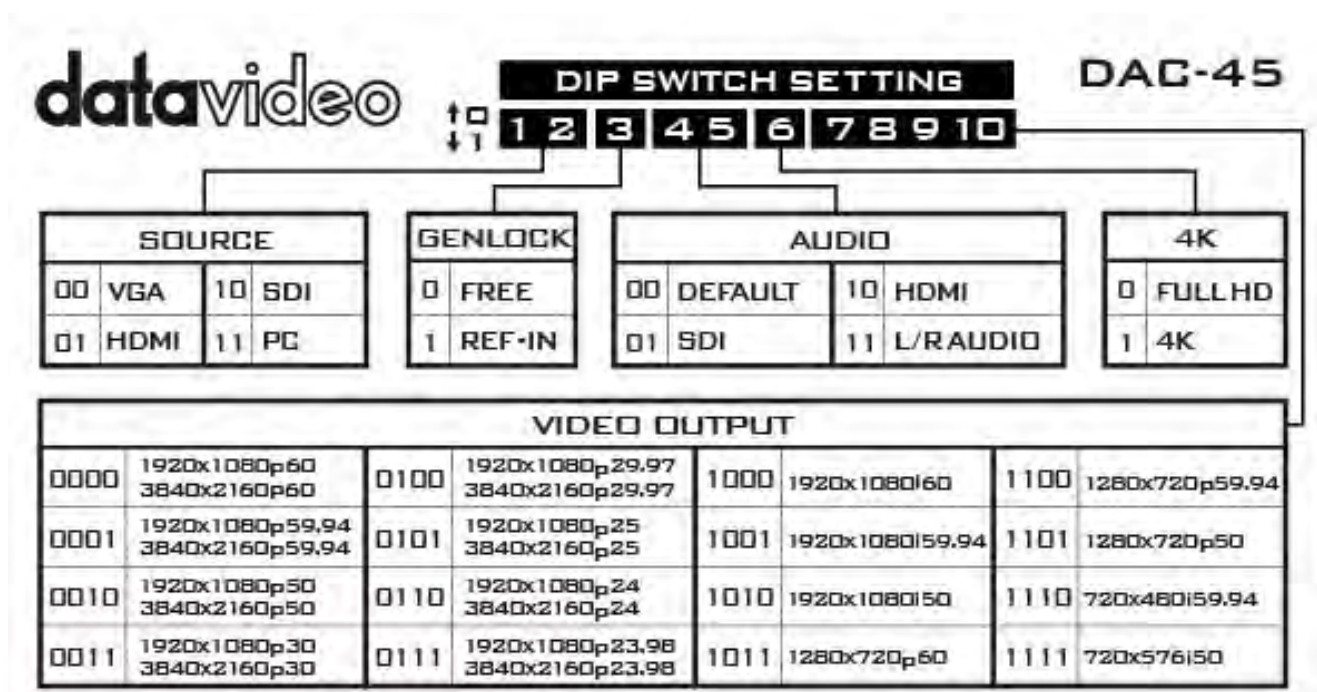 datavideo
DIP SWITCH SETTING
DAC-45
↑0
↓1
1 2 3 4 5 6 7 8 9 10
SOURCE
00 VGA 10 SDI
01 HDMI 11 PC
GENLOCK
0 FREE
1 REF-IN
AUDIO
00 DEFAULT 10 HDMI
01 SDI 11 L/R AUDIO
4K
0 FULL HD
1 4K
VIDEO OUTPUT
0000 1920x1080p60
3840x2160p60
0001 1920x1080p59.94
3840x2160p59.94
0010 1920x1080p50
3840x2160p50
0011 1920x1080p30
3840x2160p30
0100 1920x1080p29.97
3840x2160p29.97
0101 1920x1080p25
3840x2160p25
0110 1920x1080p24
3840x2160p24
0111 1920x1080p23.98
3840x2160p23.98
1000 1920x1080i60
1001 1920x1080i59.94
1010 1920x1080i50
1011 1280x720p60
1100 1280x720p59.94
1101 1280x720p50
1110 720x480i59.94
1111 720x576i50